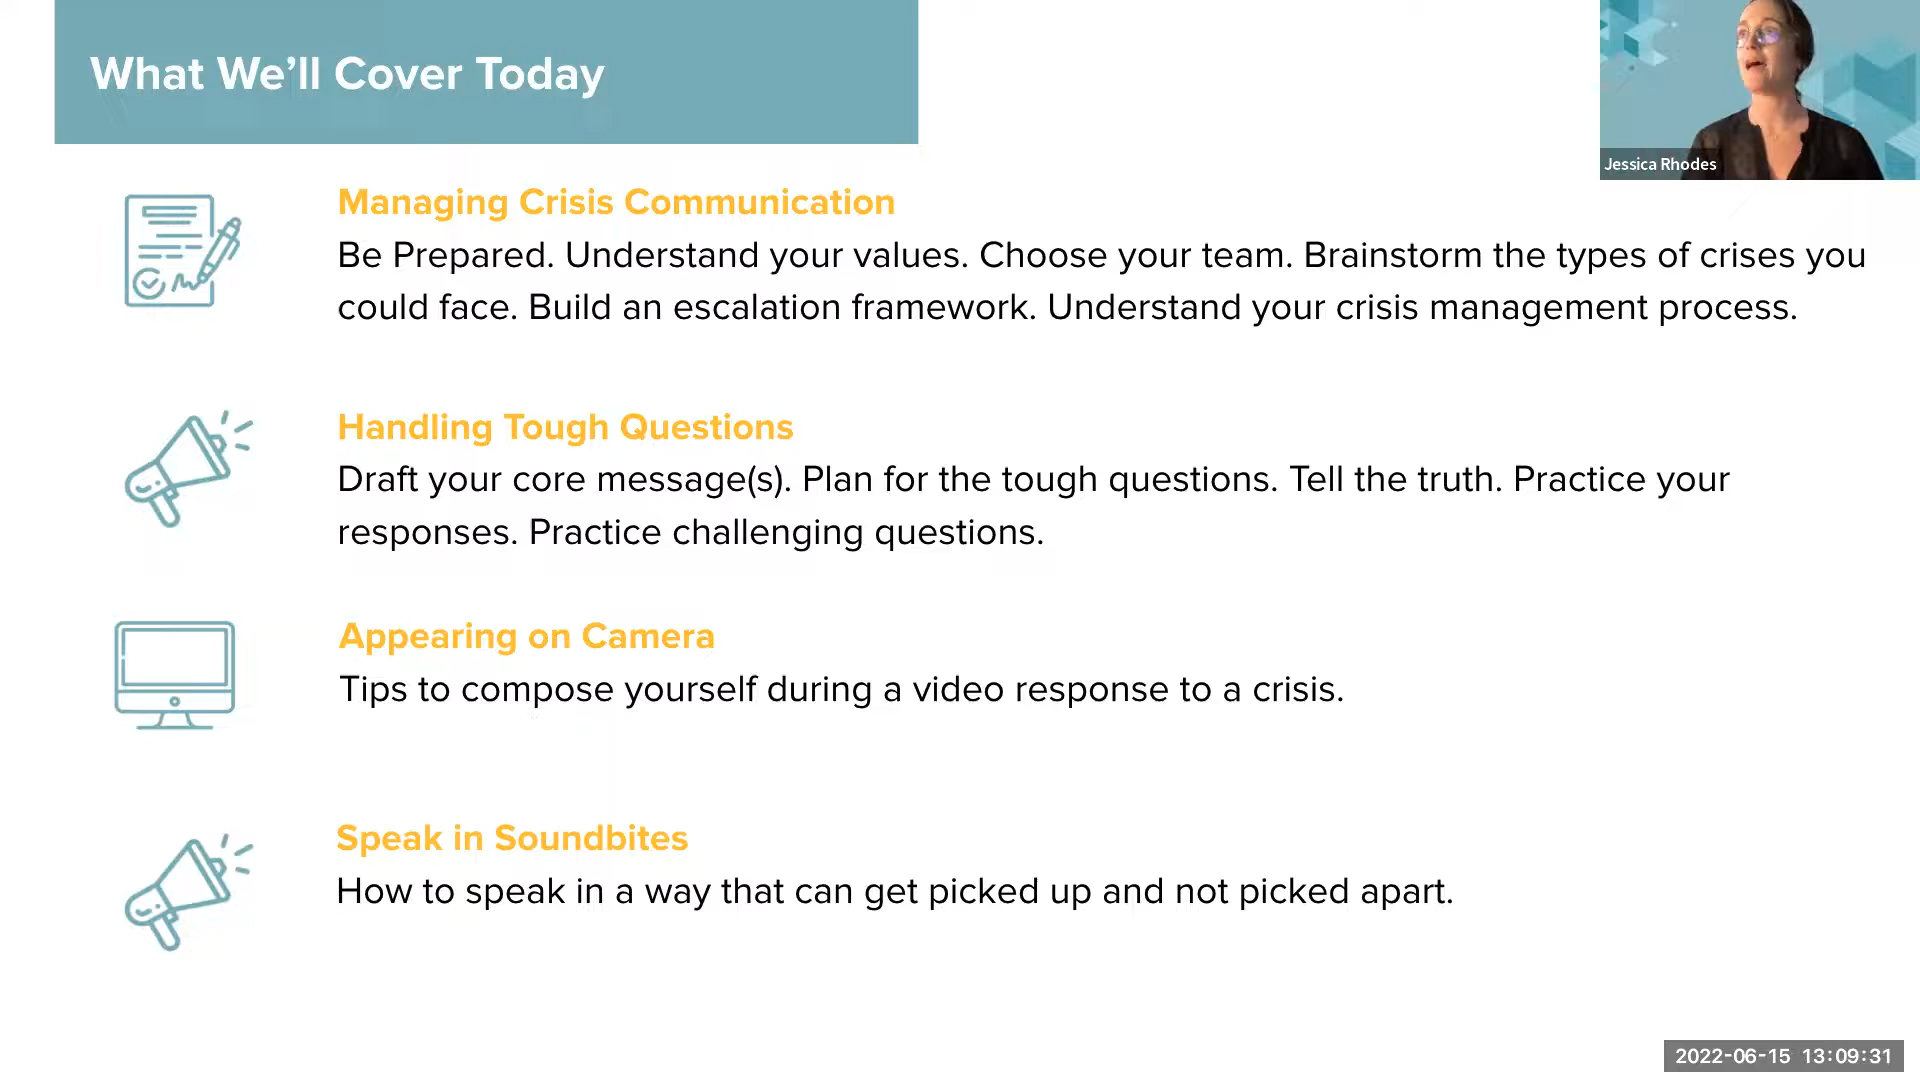 What We’ll Cover Today
Jessica Rhodes
Managing Crisis Communication
Be Prepared. Understand your values. Choose your team. Brainstorm the types of crises you
could face. Build an escalation framework. Understand your crisis management process.
Handling Tough Questions
Draft your core message(s). Plan for the tough questions. Tell the truth. Practice your
responses. Practice challenging questions.
Appearing on Camera
Tips to compose yourself during a video response to a crisis.
Speak in Soundbites
How to speak in a way that can get picked up and not picked apart.
2022-06-15 13:09:31